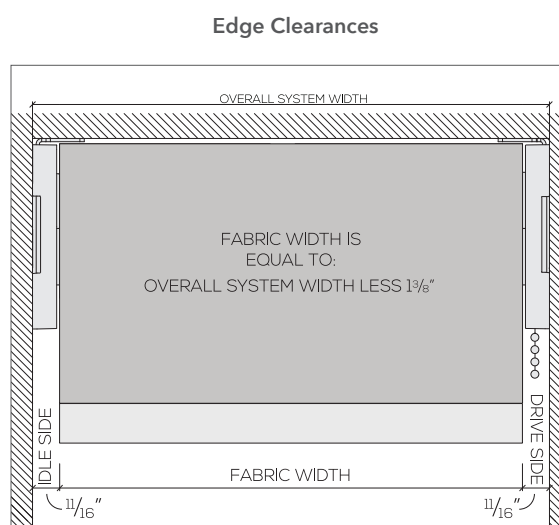 Edge Clearances
OVERALL SYSTEM WIDTH
FABRIC WIDTH IS
EQUAL TO:
OVERALL SYSTEM WIDTH LESS 1⅜"
IDLE SIDE
DRIVE SIDE
FABRIC WIDTH
11/16"
11/16"